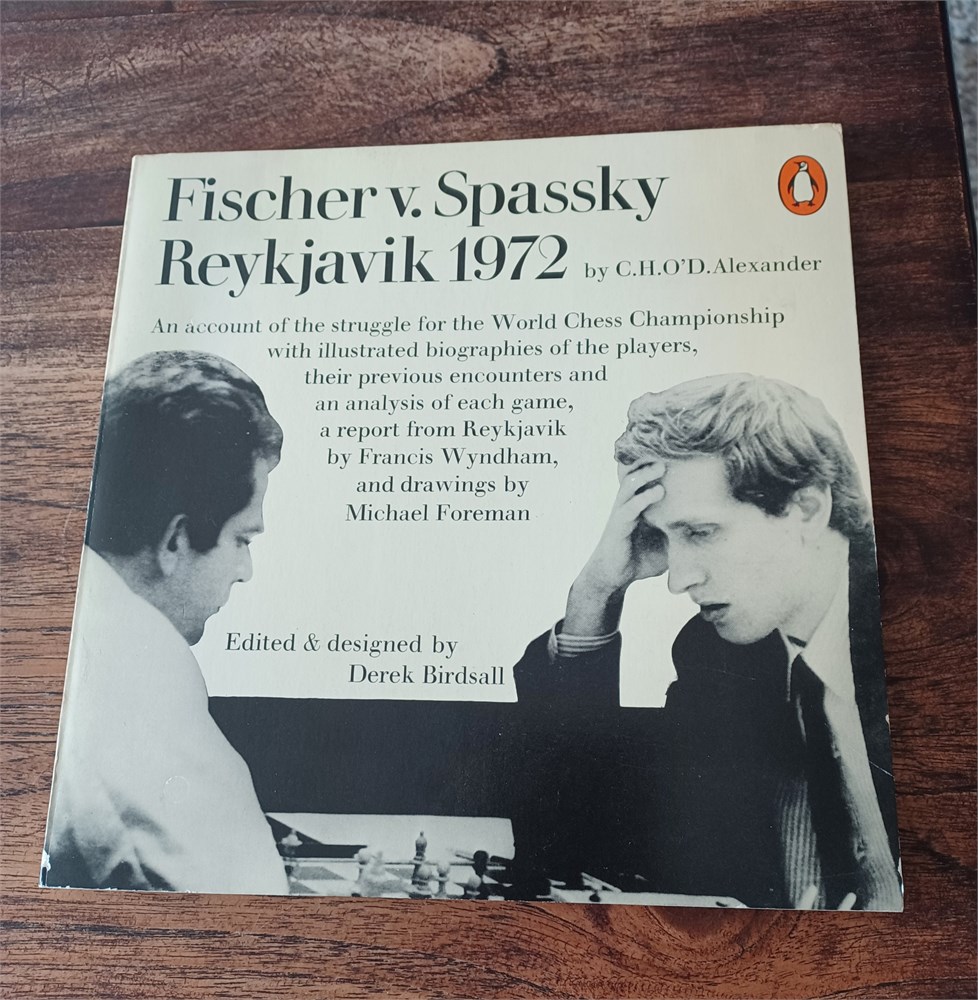 Fischer v. Spassky
Reykjavik 1972 by C.H.O'D.Alexander
An account of the struggle for the World Chess Championship
with illustrated biographies of the players,
their previous encounters and
an analysis of each game,
a report from Reykjavik
by Francis Wyndham,
and drawings by
Michael Foreman
Edited & designed by
Derek Birdsall